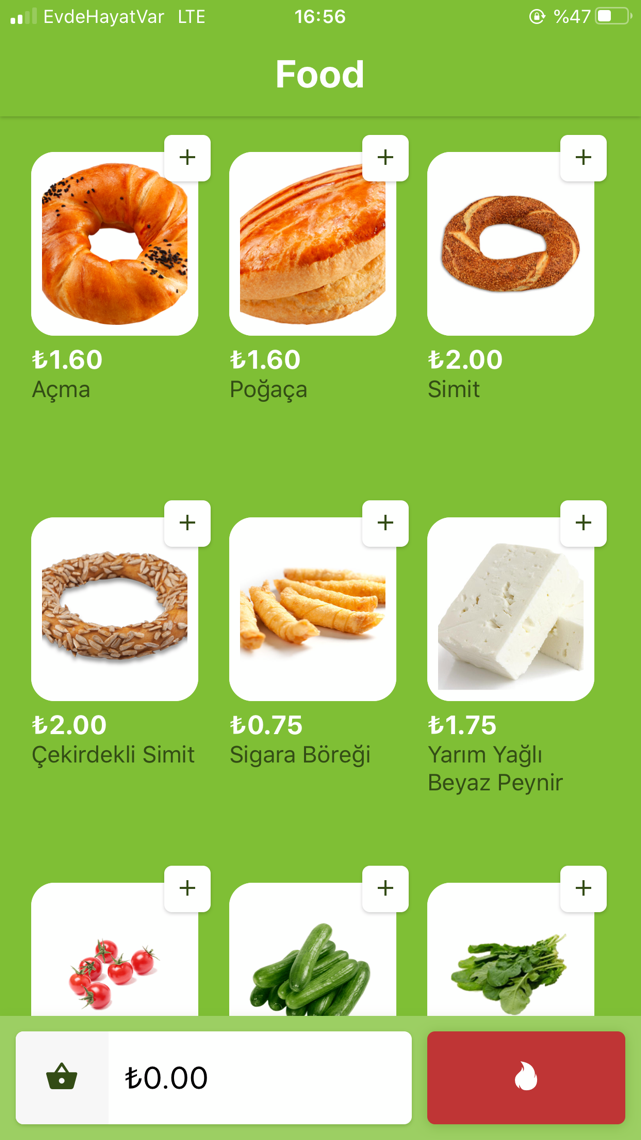 EvdeHayatVar LTE 16:56 %47
Food
+ + +
₺1.60 ₺1.60 ₺2.00
Açma Poğaça Simit
+ + +
₺2.00 ₺0.75 ₺1.75
Çekirdekli Simit Sigara Böreği Yarım Yağlı
Beyaz Peynir
+ + +
₺0.00